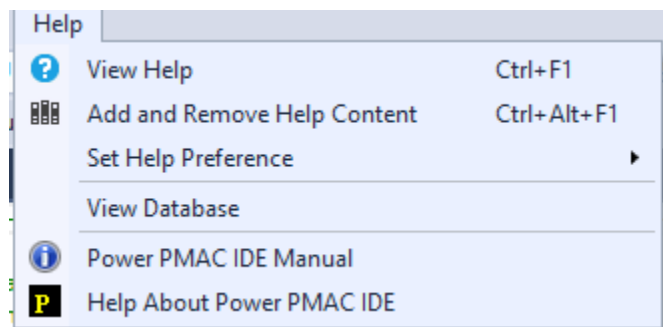 Help
View Help Ctrl+F1
Add and Remove Help Content Ctrl+Alt+F1
Set Help Preference
View Database
Power PMAC IDE Manual
P Help About Power PMAC IDE